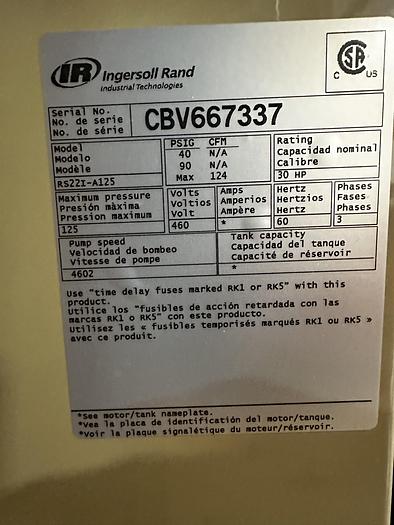 IR Ingersoll Rand
Industrial Technologies
CSA
C US
Serial No.
No. de serie
No. de série
CBV667337
Model
Modelo
Modèle
RS22I-A125
PSIG CFM
40 N/A
90 N/A
Max 124
Rating
Capacidad nominal
Calibre
30 HP
Maximum pressure
Presión màxima
Pression maximum
125
Volts
Voltios
Volt
460
Amps
Amperios
Ampère
*
Hertz
Hertzios
Hertz
60
Phases
Fases
Phases
3
Pump speed
Velocidad de bombeo
Vitesse de pompe
4602
Tank capacity
Capacidad del tanque
Capacité de réservoir
*
Use "time delay fuses marked RK1 or RK5" with this
product.
Utilice los "fusibles de acción retardada con las
marcas RK1 o RK5" con este producto.
Utilisez les « fusibles temporisés marqués RK1 ou RK5 »
avec ce produit.
*See motor/tank nameplate.
*Vea la placa de identificación del motor/tanque.
*Voir la plaque signalétique du moteur/réservoir.